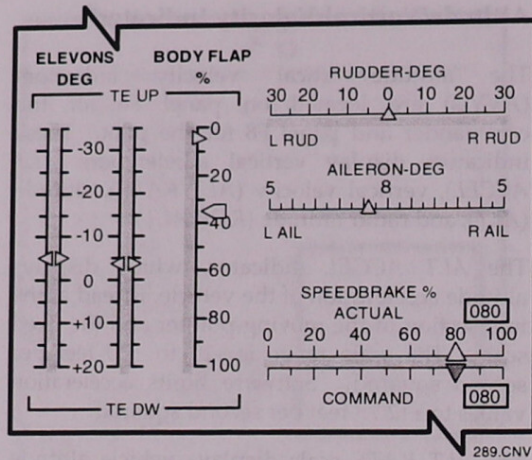 ELEVONS
DEG
BODY FLAP
%
TE UP
-30
-20
-10
0
+10
+20
0
20
40
60
80
100
TE DW
RUDDER-DEG
30 20 10 0 10 20 30
L RUD R RUD
AILERON-DEG
5 8 5
L AIL R AIL
SPEEDBRAKE %
ACTUAL 080
0 20 40 60 80 100
COMMAND 080
289.CNV